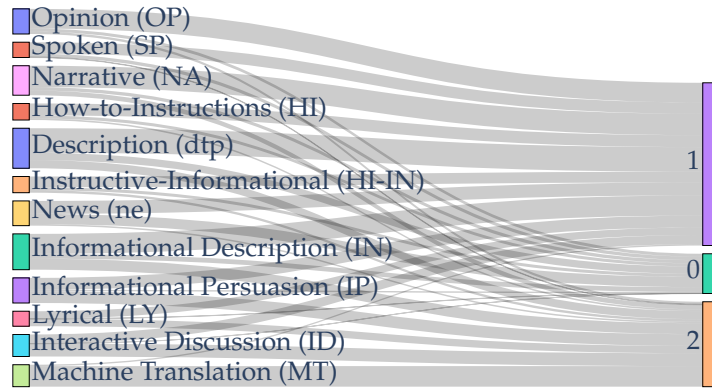 Opinion (OP)
Spoken (SP)
Narrative (NA)
How-to-Instructions (HI)
Description (dtp)
Instructive-Informational (HI-IN)
News (ne)
Informational Description (IN)
Informational Persuasion (IP)
Lyrical (LY)
Interactive Discussion (ID)
Machine Translation (MT)
1
0
2